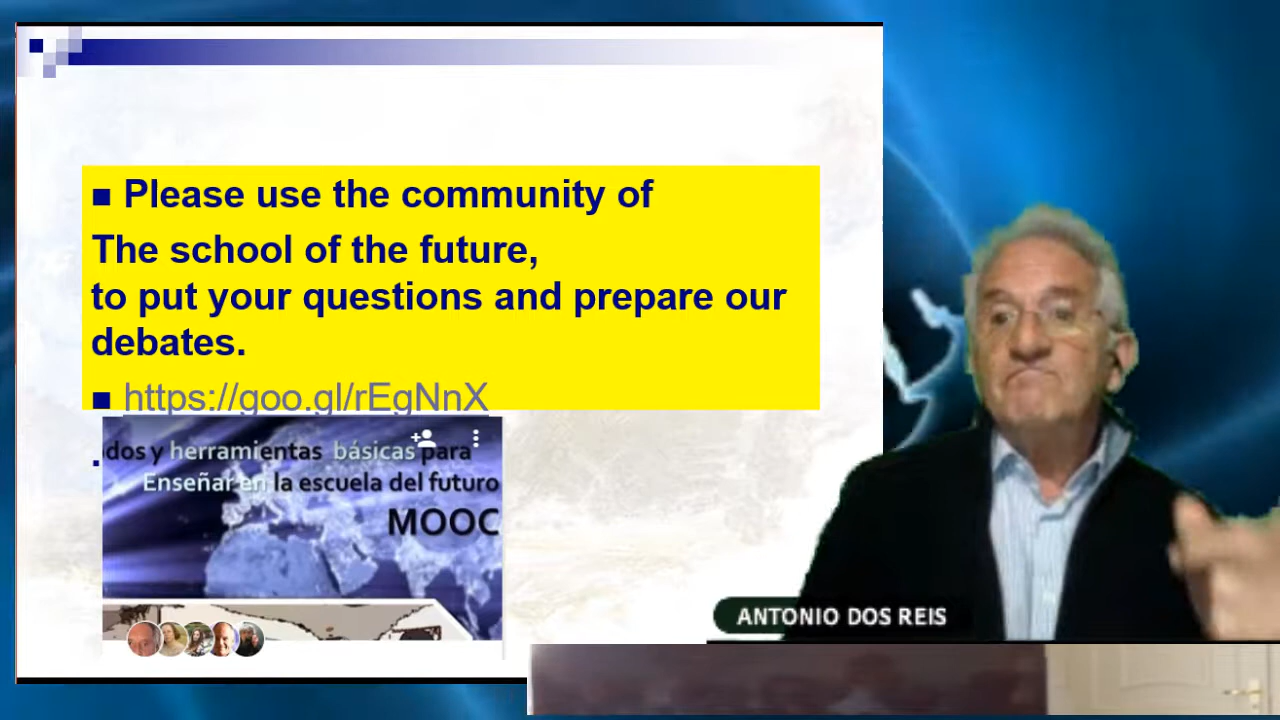 Please use the community of
The school of the future,
to put your questions and prepare our
debates.
https://goo.gl/rEgNnX
dos y herramientas básicas para
Enseñar en la escuela del futuro
MOOC
ANTONIO DOS REIS